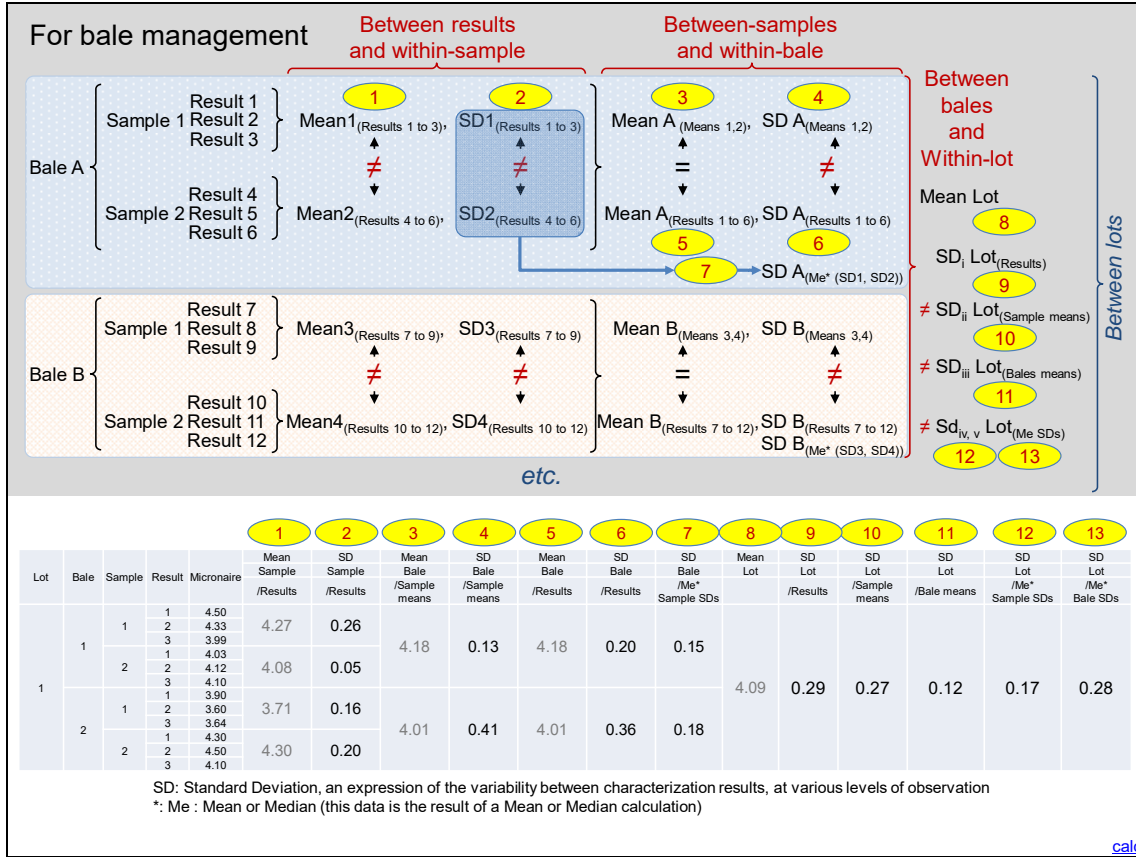 For bale management
Between results
and within-sample
Between-samples
and within-bale
Between
bales
and
Within-lot
Between lots
1 2 3 4
Bale A
Sample 1
Result 1
Result 2
Result 3
Mean1(Results 1 to 3), SD1(Results 1 to 3)
Mean A (Means 1,2), SD A(Means 1,2)
≠ ≠ = ≠
Sample 2
Result 4
Result 5
Result 6
Mean2(Results 4 to 6), SD2(Results 4 to 6)
Mean A(Results 1 to 6), SD A(Results 1 to 6)
5 6
7 SD A(Me* (SD1, SD2))
Bale B
Sample 1
Result 7
Result 8
Result 9
Mean3(Results 7 to 9), SD3(Results 7 to 9)
Mean B(Means 3,4), SD B(Means 3,4)
≠ ≠ = ≠
Sample 2
Result 10
Result 11
Result 12
Mean4(Results 10 to 12), SD4(Results 10 to 12)
Mean B(Results 7 to 12), SD B(Results 7 to 12)
SD B(Me* (SD3, SD4))
Mean Lot
8
SDi Lot(Results)
9
≠ SDii Lot(Sample means)
10
≠ SDiii Lot(Bales means)
11
≠ Sdiv, v Lot(Me SDs)
12 13
etc.
1 2 3 4 5 6 7 8 9 10 11 12 13
Mean SD Mean SD Mean SD SD Mean SD SD SD SD SD
Sample Sample Bale Bale Bale Bale Bale Lot Lot Lot Lot Lot Lot
Lot Bale Sample Result Micronaire /Results /Results /Sample means /Sample means /Results /Results /Me* Sample SDs /Results /Sample means /Bale means /Me* Sample SDs /Me* Bale SDs
1 1 1 1 4.50 4.27 0.26 4.18 0.13 4.18 0.20 0.15 4.09 0.29 0.27 0.12 0.17 0.28
2 4.33
3 3.99
2 1 4.03 4.08 0.05
2 4.12
3 4.10
2 1 1 3.90 3.71 0.16 4.01 0.41 4.01 0.36 0.18
2 3.60
3 3.64
2 1 4.30 4.30 0.20
2 4.50
3 4.10
SD: Standard Deviation, an expression of the variability between characterization results, at various levels of observation
*: Me : Mean or Median (this data is the result of a Mean or Median calculation)